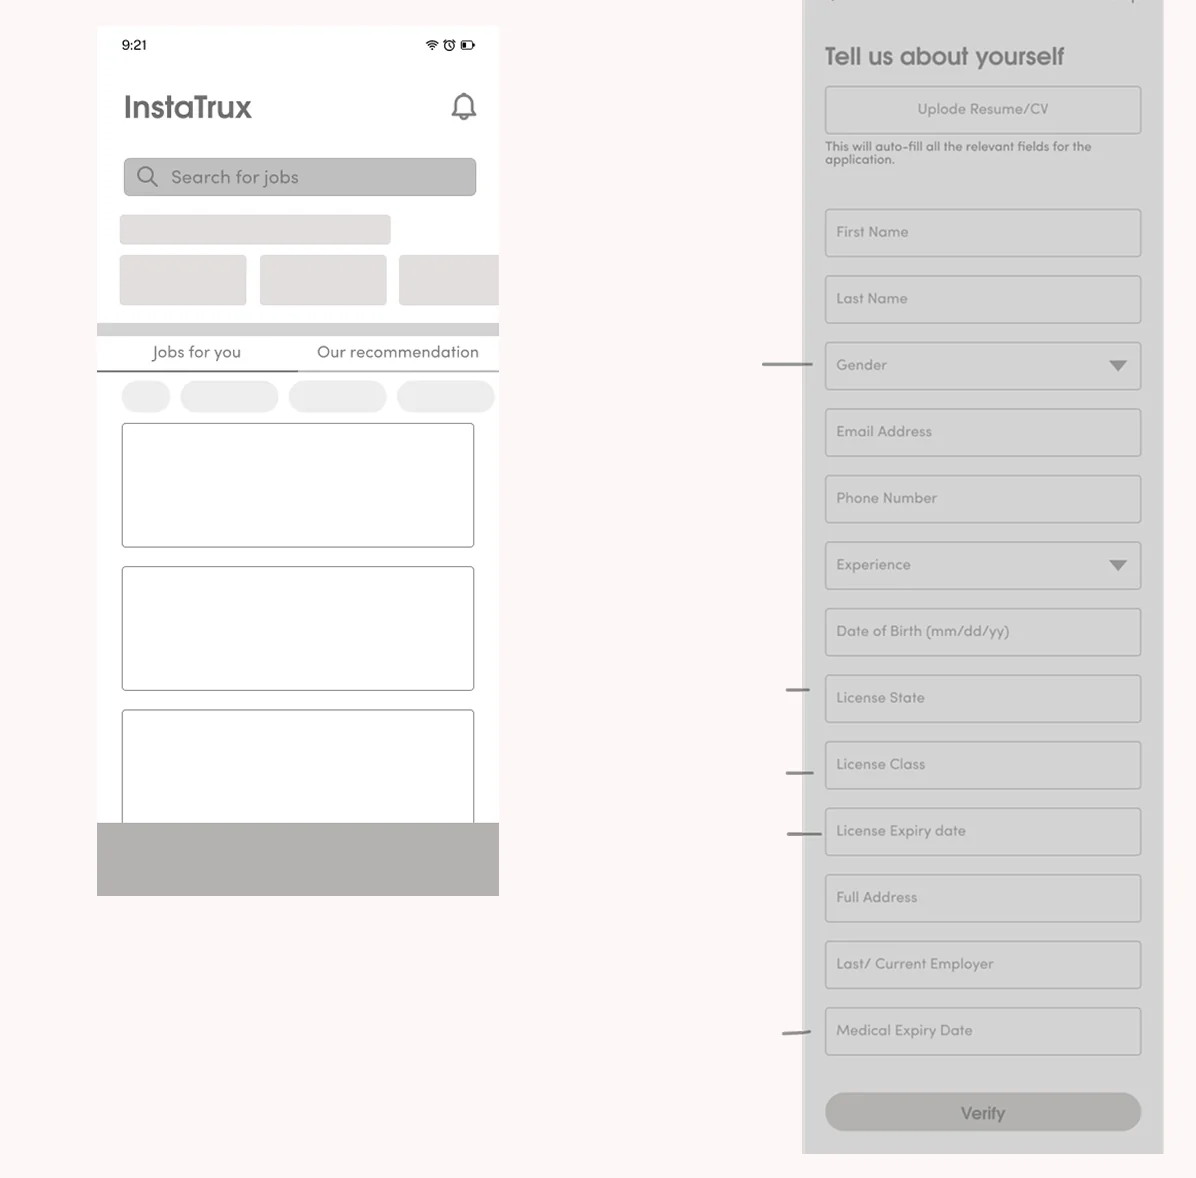 9:21
InstaTrux
Search for jobs
Jobs for you
Our recommendation
Tell us about yourself
Uplode Resume/CV
This will auto-fill all the relevant fields for the
application.
First Name
Last Name
Gender
Email Address
Phone Number
Experience
Date of Birth (mm/dd/yy)
License State
License Class
License Expiry date
Full Address
Last/ Current Employer
Medical Expiry Date
Verify